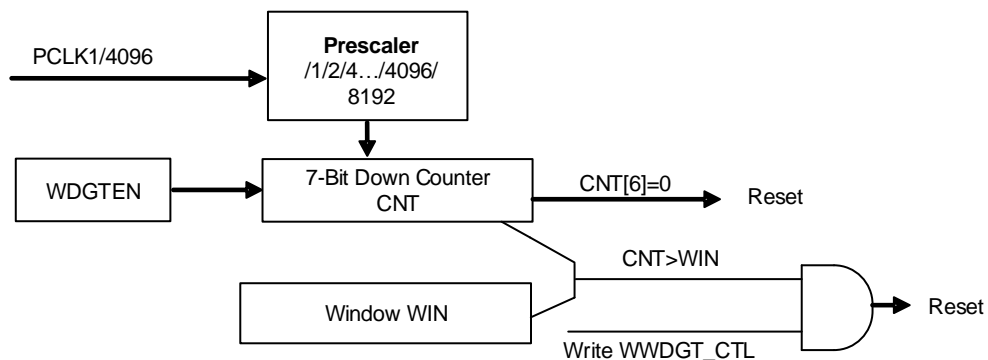 PCLK1/4096
Prescaler
/1/2/4…/4096/
8192
WDGTEN
7-Bit Down Counter
CNT
CNT[6]=0
Reset
CNT>WIN
Window WIN
Reset
Write WWDGT_CTL